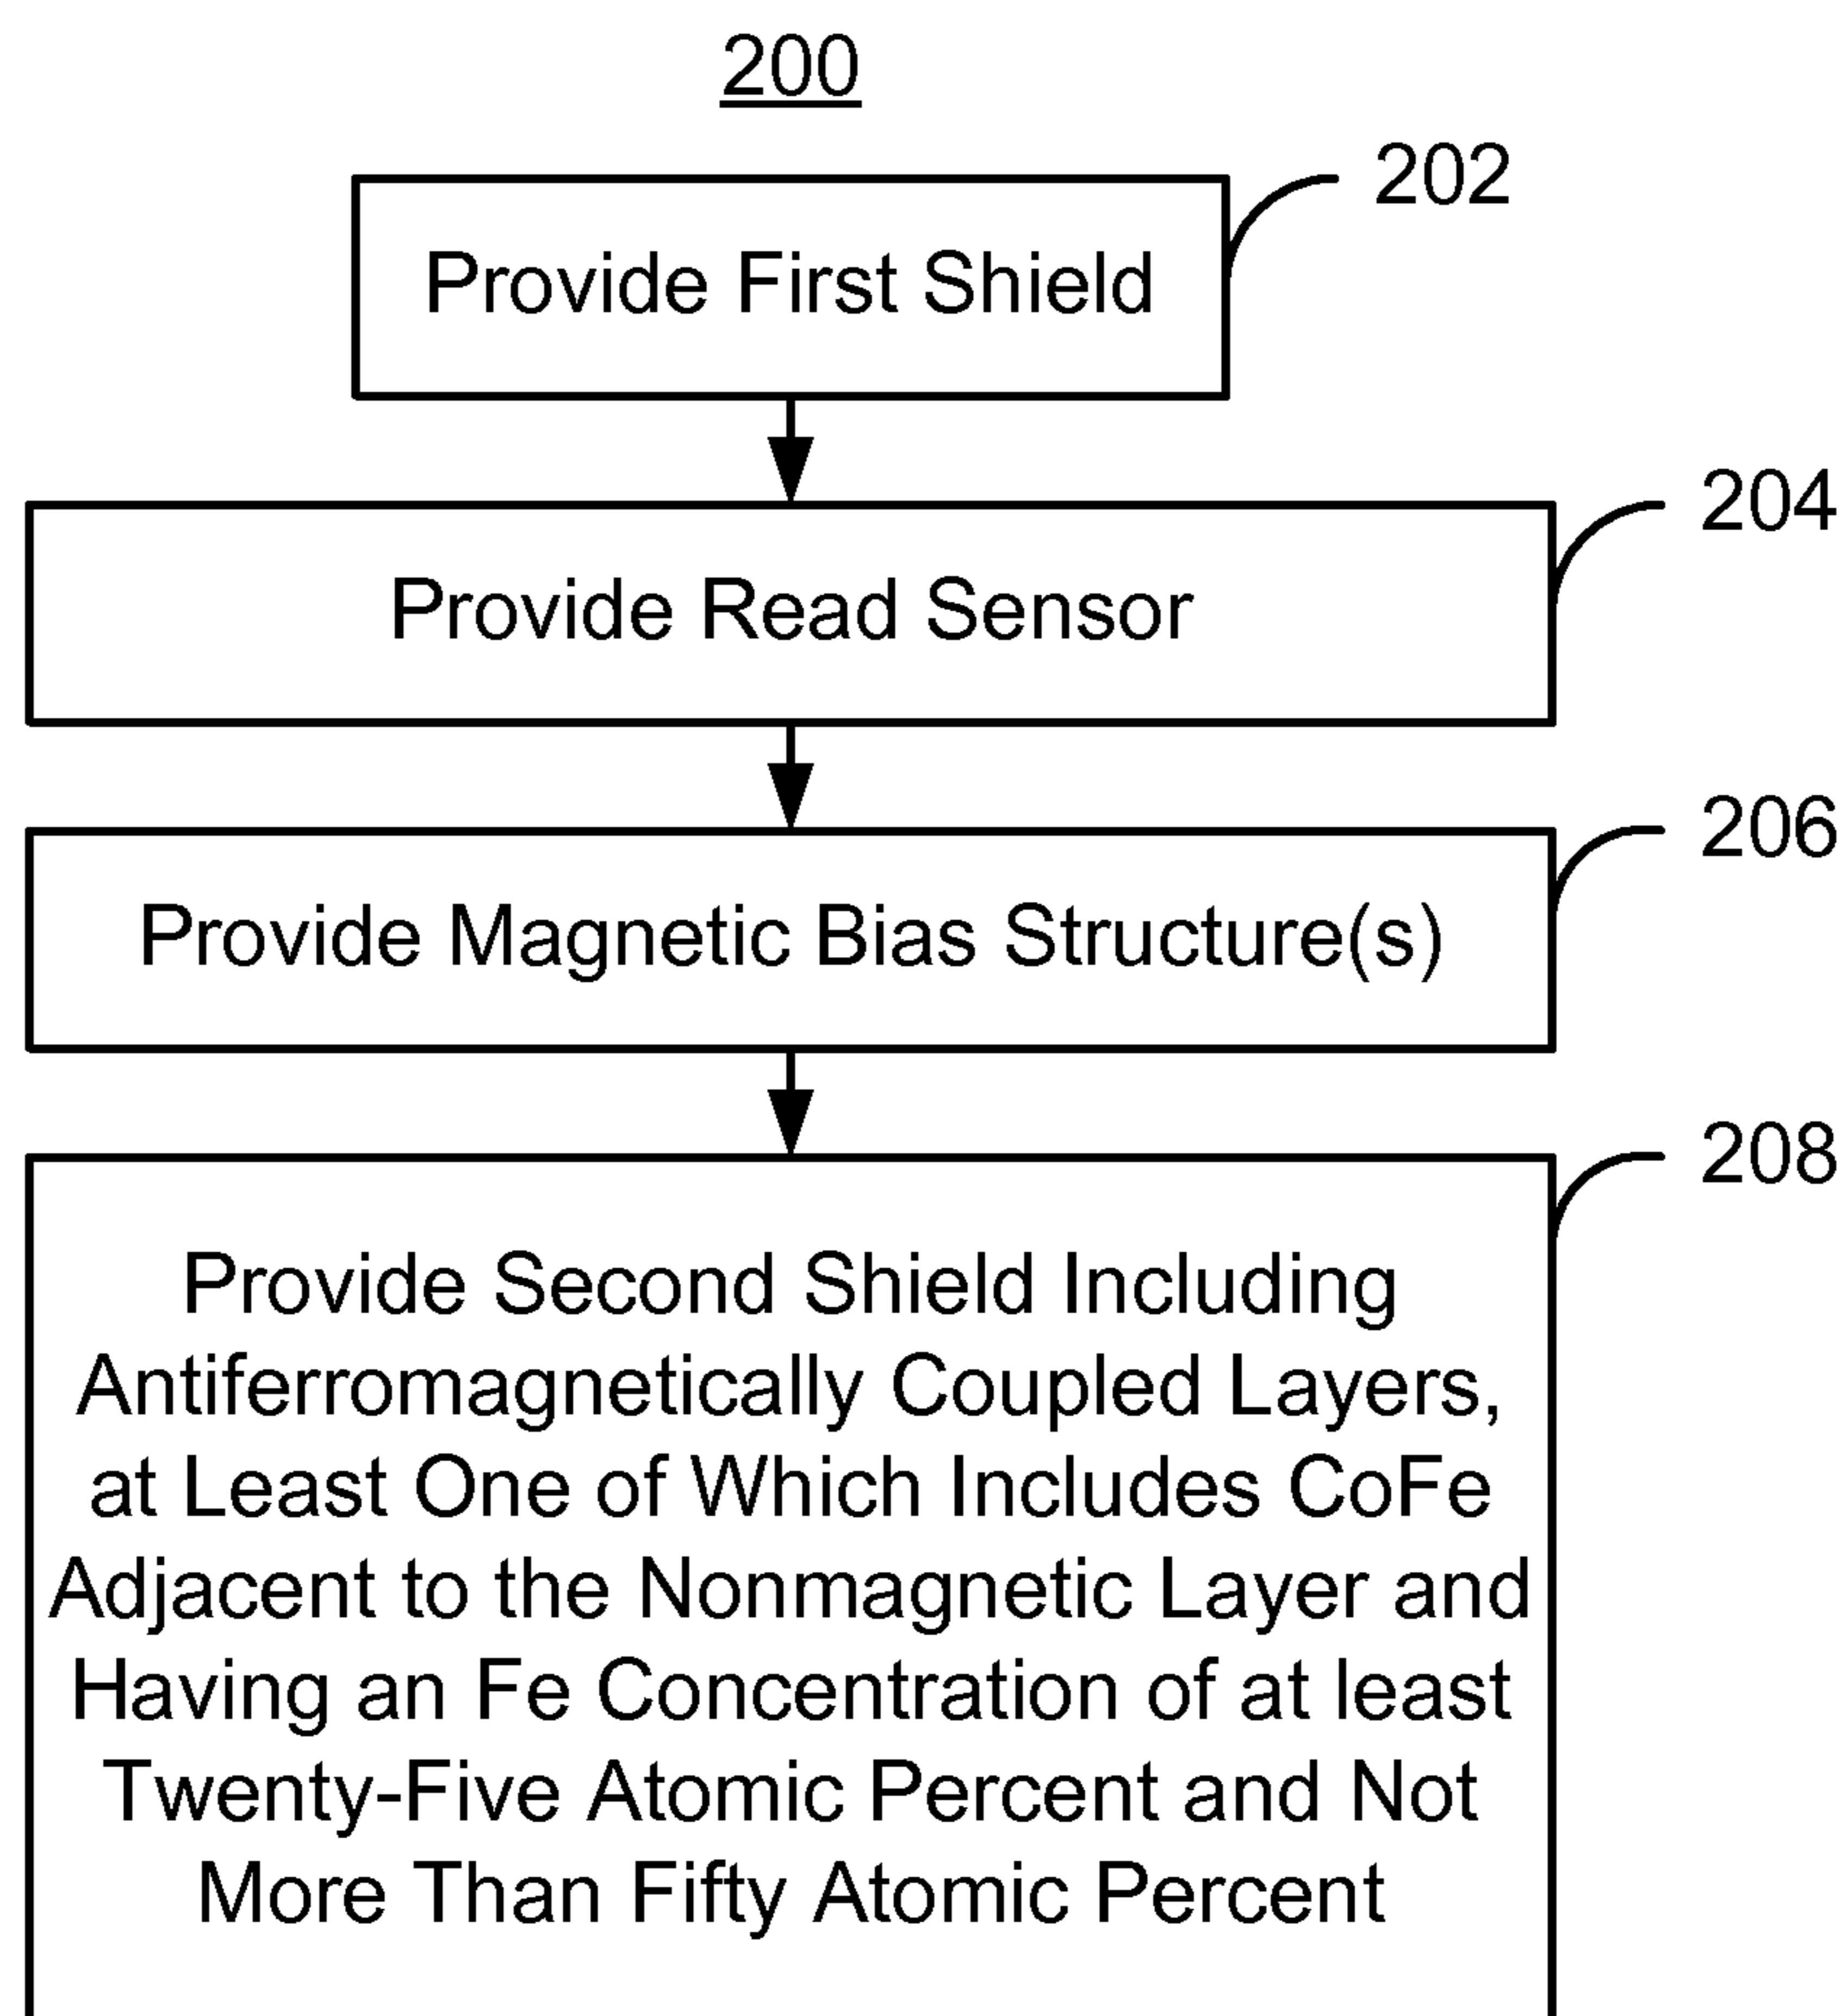 200
202
Provide First Shield
204
Provide Read Sensor
206
Provide Magnetic Bias Structure(s)
208
Provide Second Shield Including
Antiferromagnetically Coupled Layers,
at Least One of Which Includes CoFe
Adjacent to the Nonmagnetic Layer and
Having an Fe Concentration of at least
Twenty-Five Atomic Percent and Not
More Than Fifty Atomic Percent